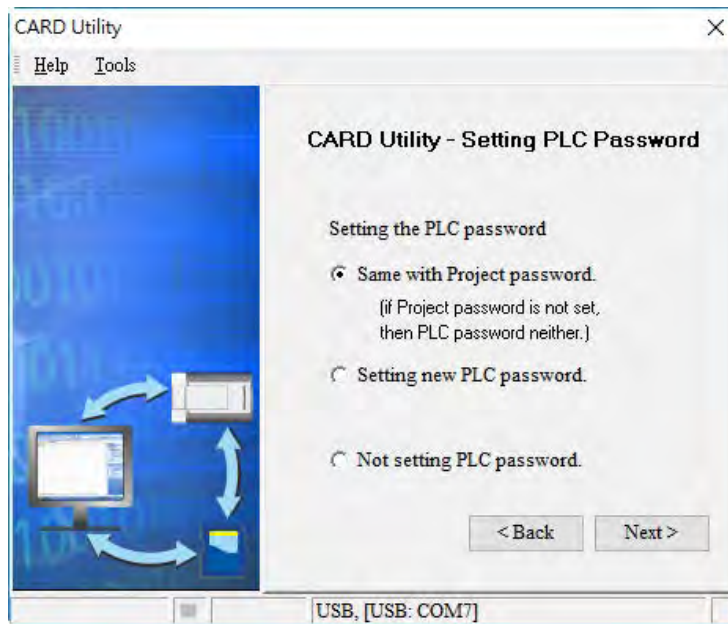 CARD Utility
Help Tools
CARD Utility - Setting PLC Password
Setting the PLC password
Same with Project password.
(if Project password is not set,
then PLC password neither.)
Setting new PLC password.
Not setting PLC password.
< Back Next >
USB, [USB: COM7]